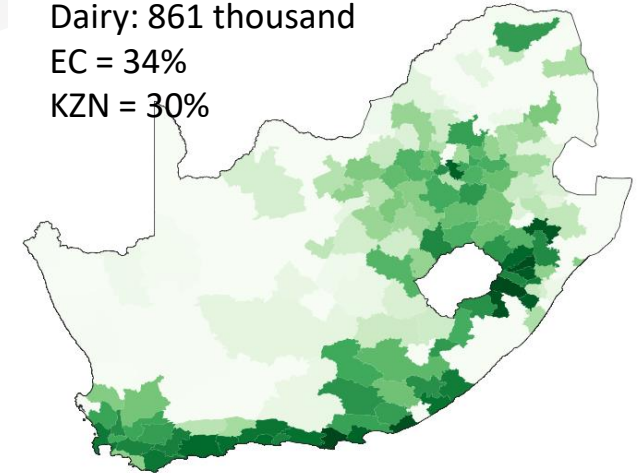 Dairy: 861 thousand
EC = 34%
KZN = 30%